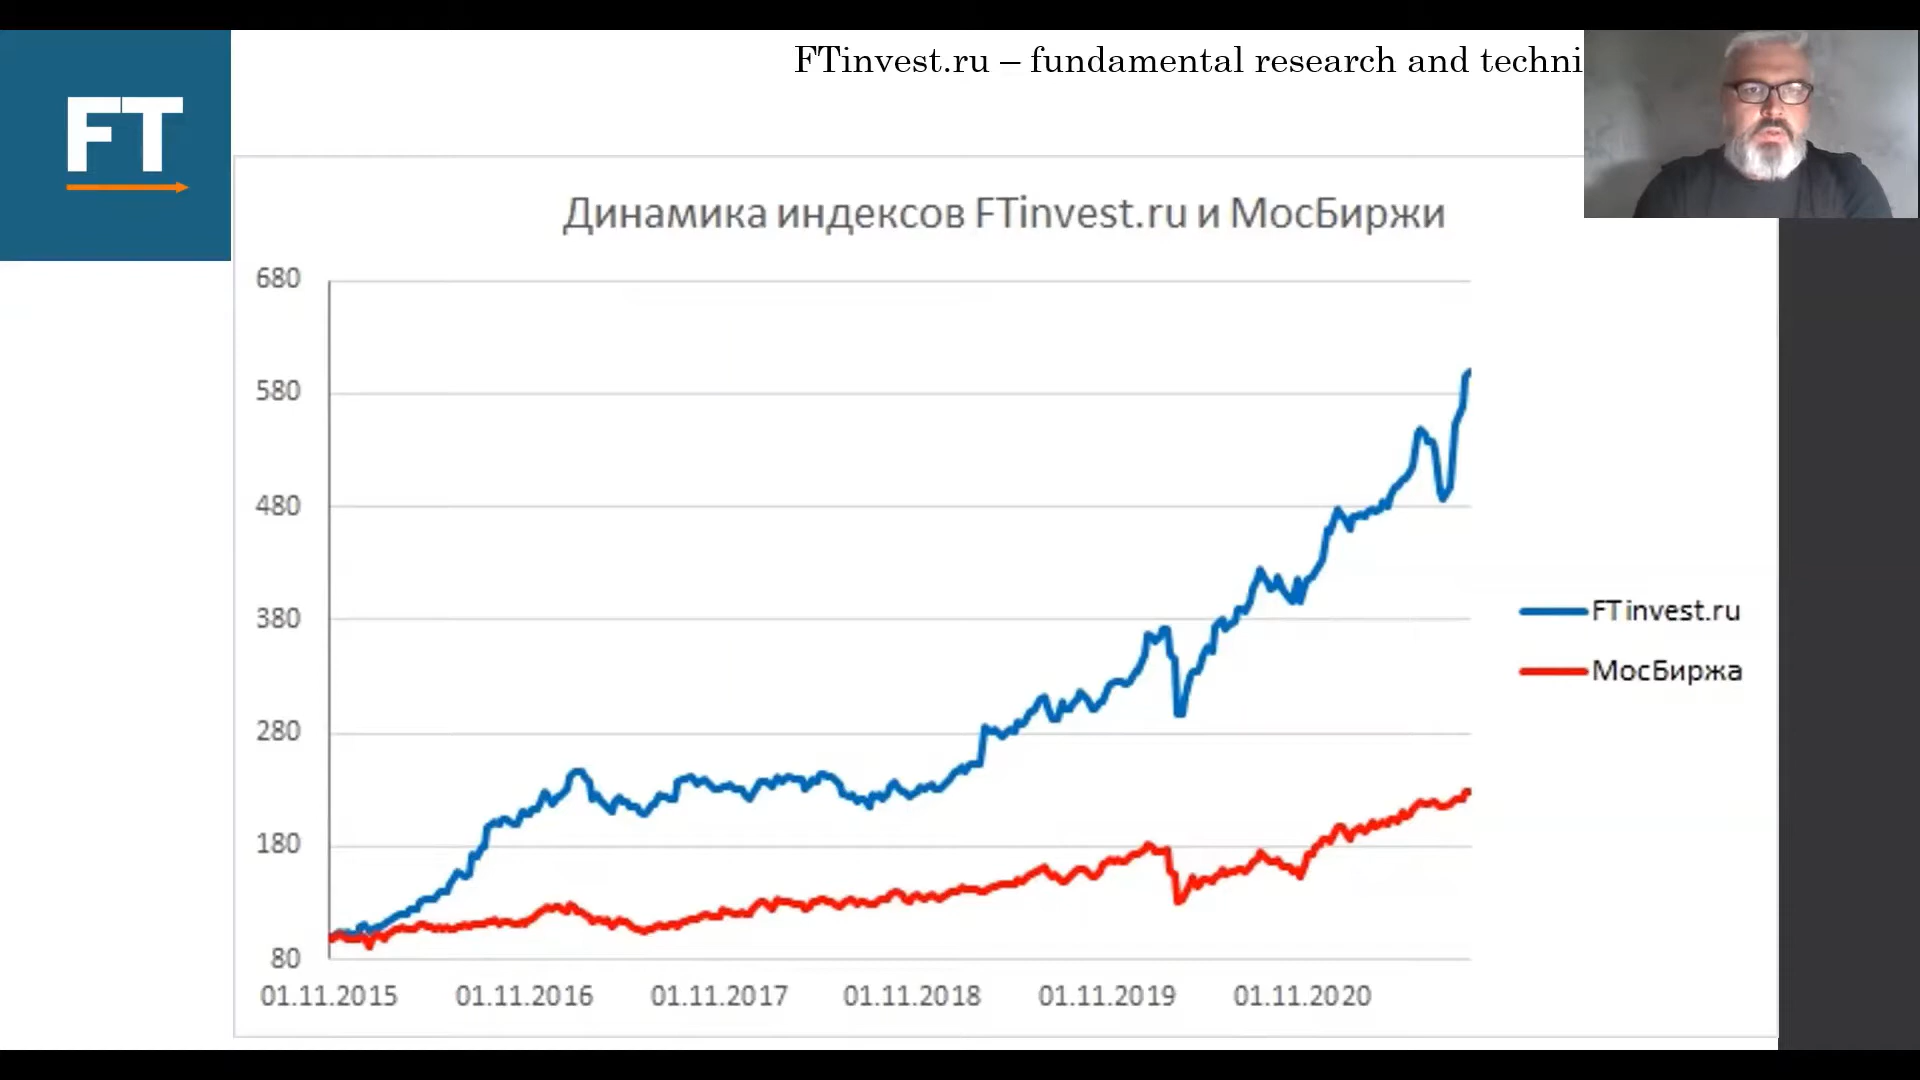 FTinvest.ru – fundamental research and techni
FT
Динамика индексов FTinvest.ru и МосБиржи
680
580
480
380
280
180
80
01.11.2015 01.11.2016 01.11.2017 01.11.2018 01.11.2019 01.11.2020
FTinvest.ru
МосБиржа